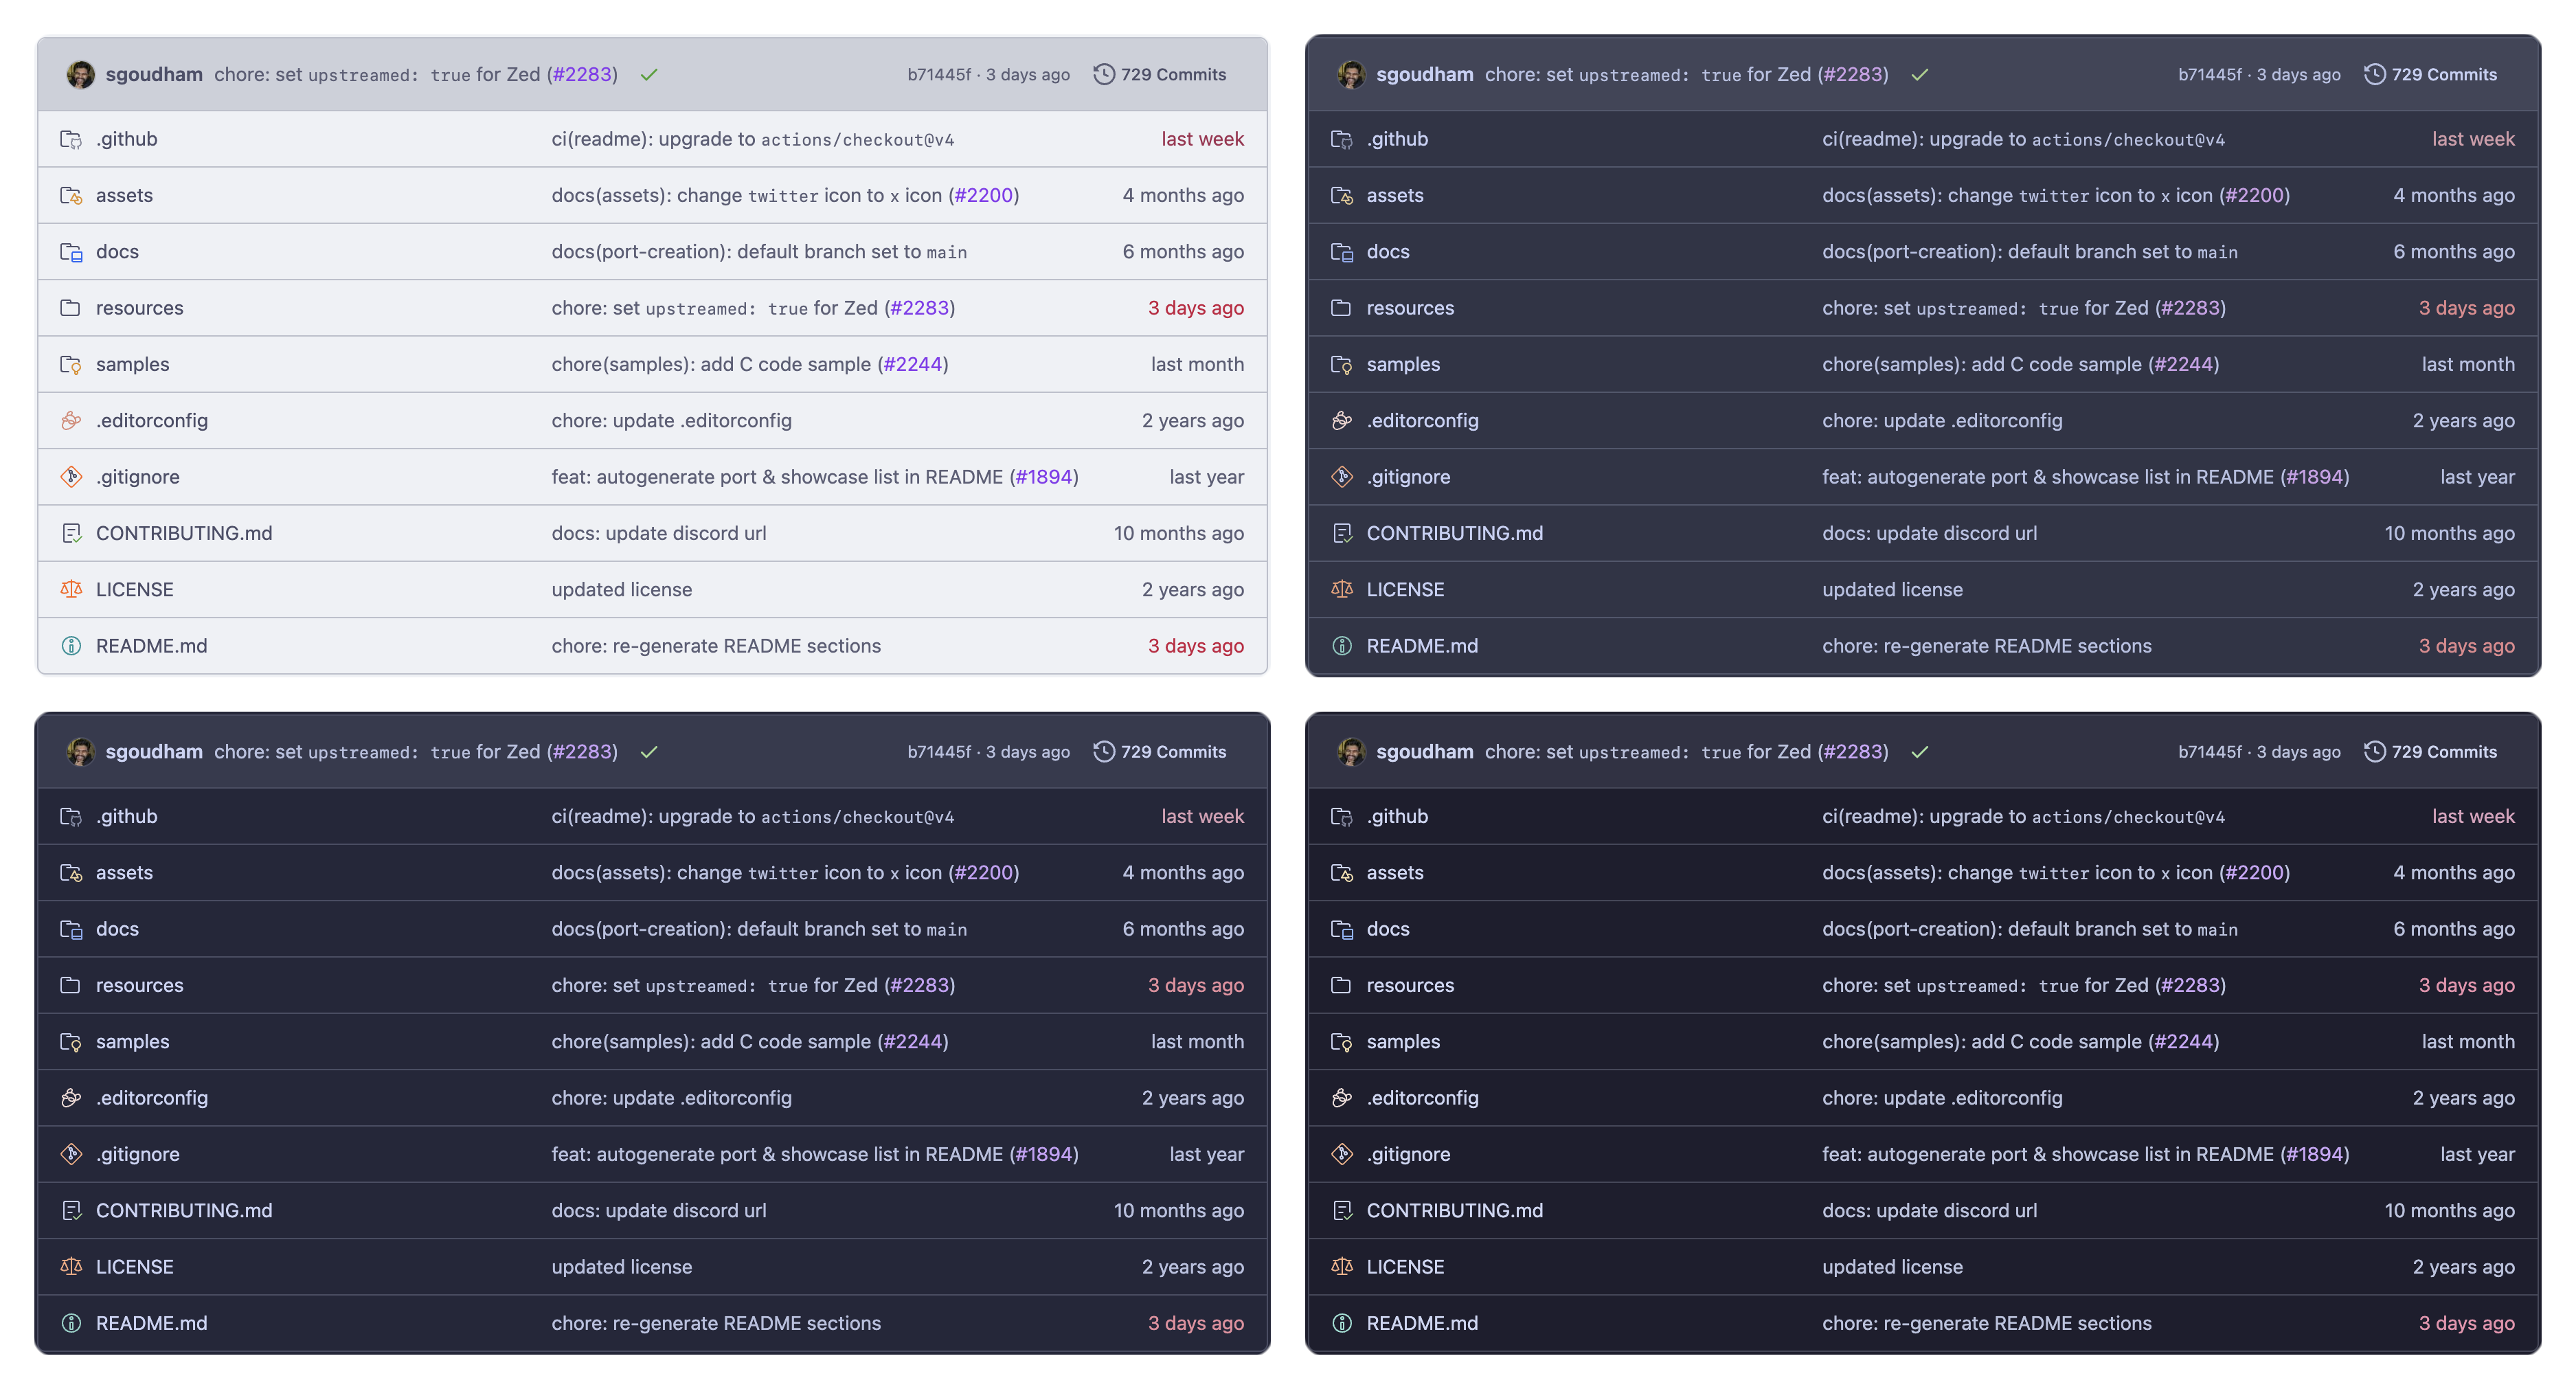 sgoudham chore: set upstreamed: true for Zed (#2283) b71445f · 3 days ago 729 Commits
.github ci(readme): upgrade to actions/checkout@v4 last week
assets docs(assets): change twitter icon to x icon (#2200) 4 months ago
docs docs(port-creation): default branch set to main 6 months ago
resources chore: set upstreamed: true for Zed (#2283) 3 days ago
samples chore(samples): add C code sample (#2244) last month
.editorconfig chore: update .editorconfig 2 years ago
.gitignore feat: autogenerate port & showcase list in README (#1894) last year
CONTRIBUTING.md docs: update discord url 10 months ago
LICENSE updated license 2 years ago
README.md chore: re-generate README sections 3 days ago
sgoudham chore: set upstreamed: true for Zed (#2283) b71445f · 3 days ago 729 Commits
.github ci(readme): upgrade to actions/checkout@v4 last week
assets docs(assets): change twitter icon to x icon (#2200) 4 months ago
docs docs(port-creation): default branch set to main 6 months ago
resources chore: set upstreamed: true for Zed (#2283) 3 days ago
samples chore(samples): add C code sample (#2244) last month
.editorconfig chore: update .editorconfig 2 years ago
.gitignore feat: autogenerate port & showcase list in README (#1894) last year
CONTRIBUTING.md docs: update discord url 10 months ago
LICENSE updated license 2 years ago
README.md chore: re-generate README sections 3 days ago
sgoudham chore: set upstreamed: true for Zed (#2283) b71445f · 3 days ago 729 Commits
.github ci(readme): upgrade to actions/checkout@v4 last week
assets docs(assets): change twitter icon to x icon (#2200) 4 months ago
docs docs(port-creation): default branch set to main 6 months ago
resources chore: set upstreamed: true for Zed (#2283) 3 days ago
samples chore(samples): add C code sample (#2244) last month
.editorconfig chore: update .editorconfig 2 years ago
.gitignore feat: autogenerate port & showcase list in README (#1894) last year
CONTRIBUTING.md docs: update discord url 10 months ago
LICENSE updated license 2 years ago
README.md chore: re-generate README sections 3 days ago
sgoudham chore: set upstreamed: true for Zed (#2283) b71445f · 3 days ago 729 Commits
.github ci(readme): upgrade to actions/checkout@v4 last week
assets docs(assets): change twitter icon to x icon (#2200) 4 months ago
docs docs(port-creation): default branch set to main 6 months ago
resources chore: set upstreamed: true for Zed (#2283) 3 days ago
samples chore(samples): add C code sample (#2244) last month
.editorconfig chore: update .editorconfig 2 years ago
.gitignore feat: autogenerate port & showcase list in README (#1894) last year
CONTRIBUTING.md docs: update discord url 10 months ago
LICENSE updated license 2 years ago
README.md chore: re-generate README sections 3 days ago